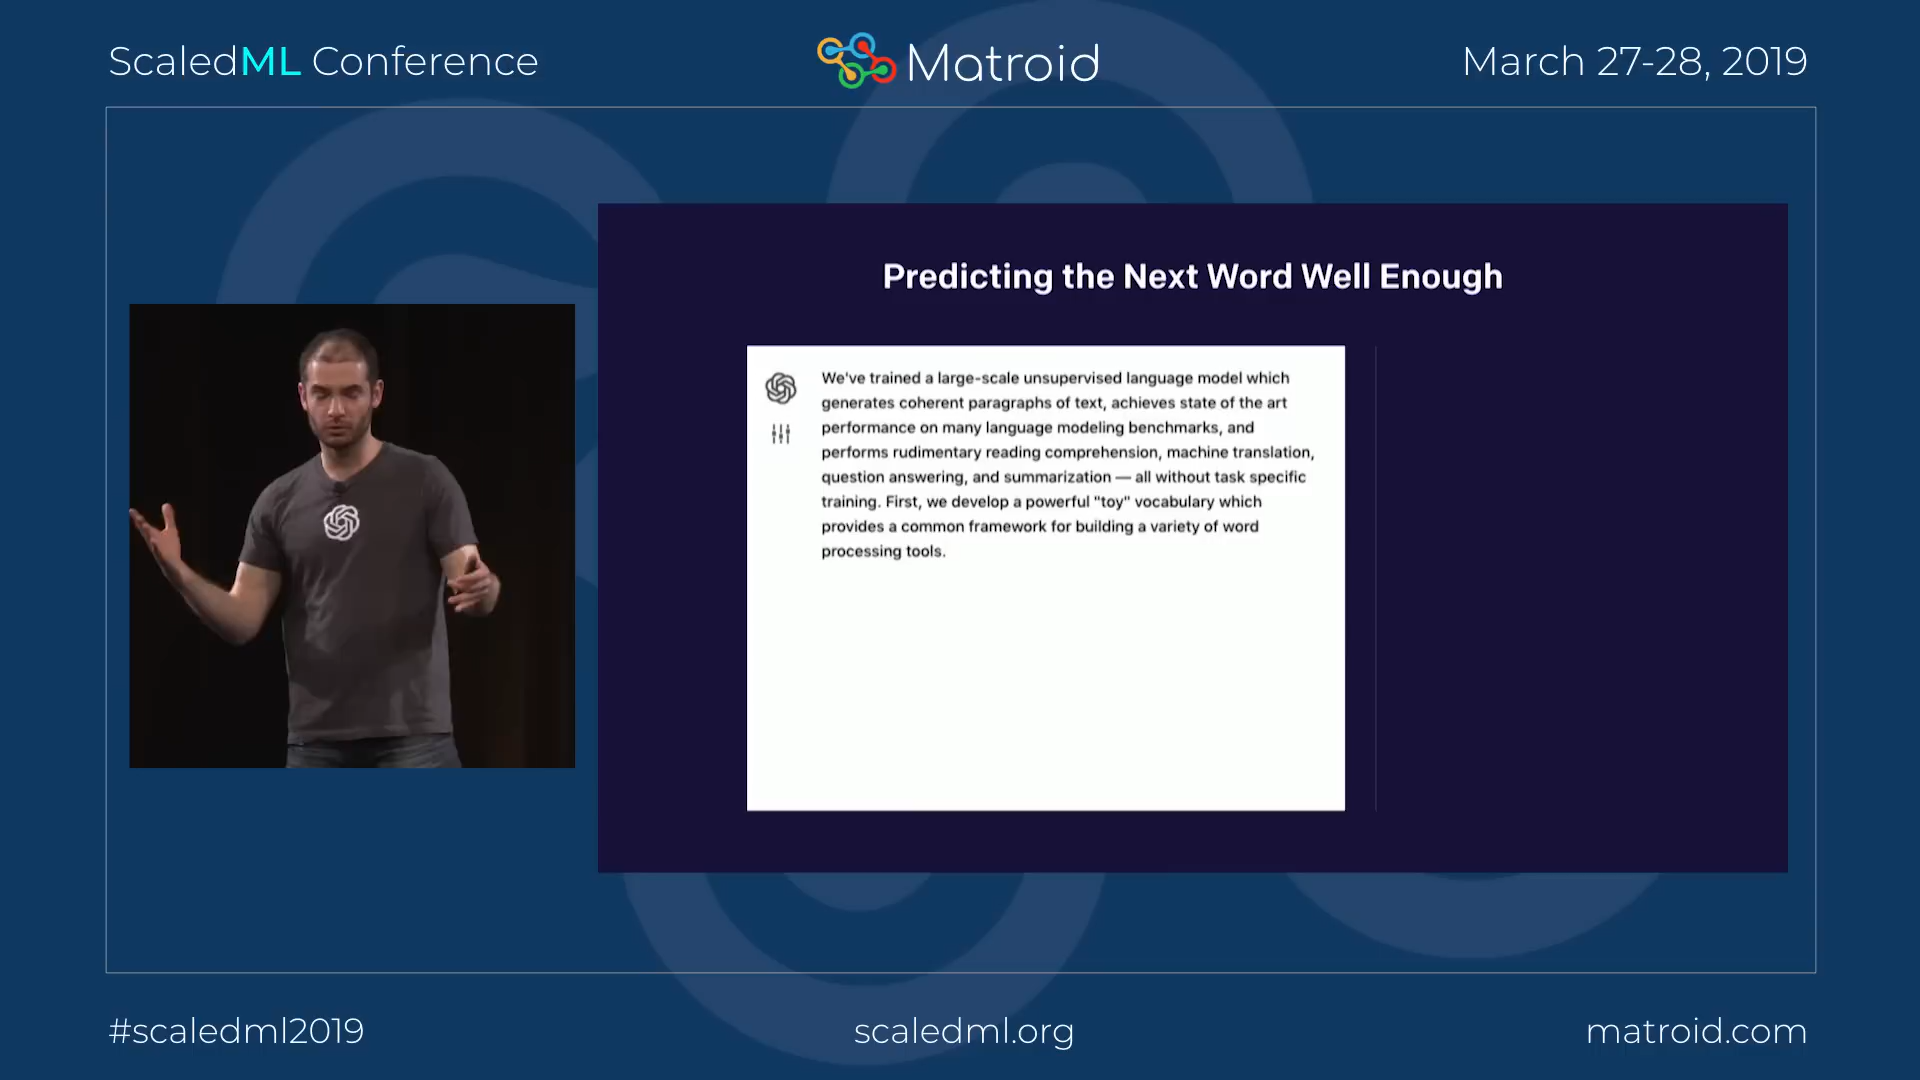 ScaledML Conference
Matroid
March 27-28, 2019
Predicting the Next Word Well Enough
We've trained a large-scale unsupervised language model which
generates coherent paragraphs of text, achieves state of the art
performance on many language modeling benchmarks, and
performs rudimentary reading comprehension, machine translation,
question answering, and summarization — all without task specific
training. First, we develop a powerful "toy" vocabulary which
provides a common framework for building a variety of word
processing tools.
#scaledml2019
scaledml.org
matroid.com